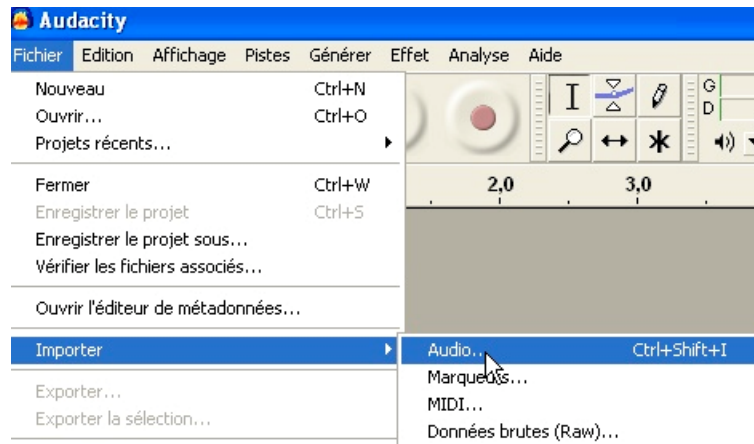 Audacity
Fichier Edition Affichage Pistes Générer Effet Analyse Aide
Nouveau Ctrl+N
Ouvrir... Ctrl+O
Projets récents...
Fermer Ctrl+W
Enregistrer le projet Ctrl+S
Enregistrer le projet sous...
Vérifier les fichiers associés...
Ouvrir l'éditeur de métadonnées...
Importer
Exporter...
Exporter la sélection...
G
D
2,0 3,0
Audio... Ctrl+Shift+I
Marqueurs...
MIDI...
Données brutes (Raw)...